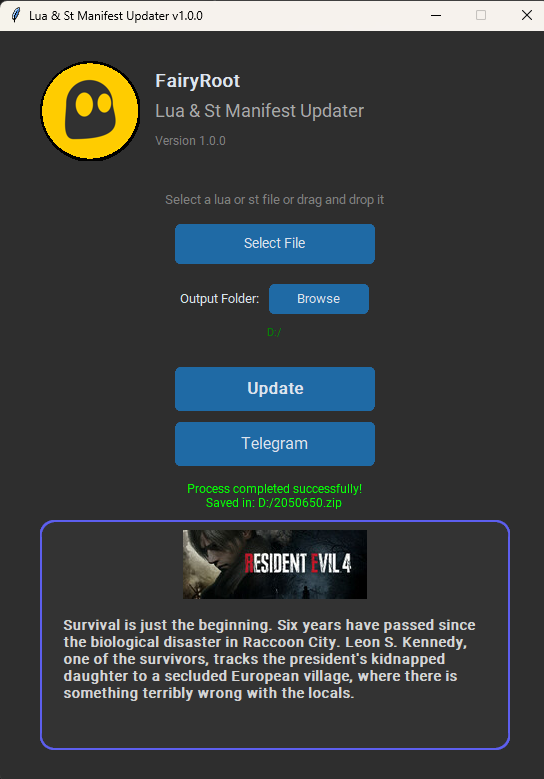 Lua & St Manifest Updater v1.0.0
FairyRoot
Lua & St Manifest Updater
Version 1.0.0
Select a lua or st file or drag and drop it
Select File
Output Folder:
Browse
D:/
Update
Telegram
Process completed successfully!
Saved in: D:/2050650.zip
RESIDENT EVIL 4
Survival is just the beginning. Six years have passed since
the biological disaster in Raccoon City. Leon S. Kennedy,
one of the survivors, tracks the president's kidnapped
daughter to a secluded European village, where there is
something terribly wrong with the locals.